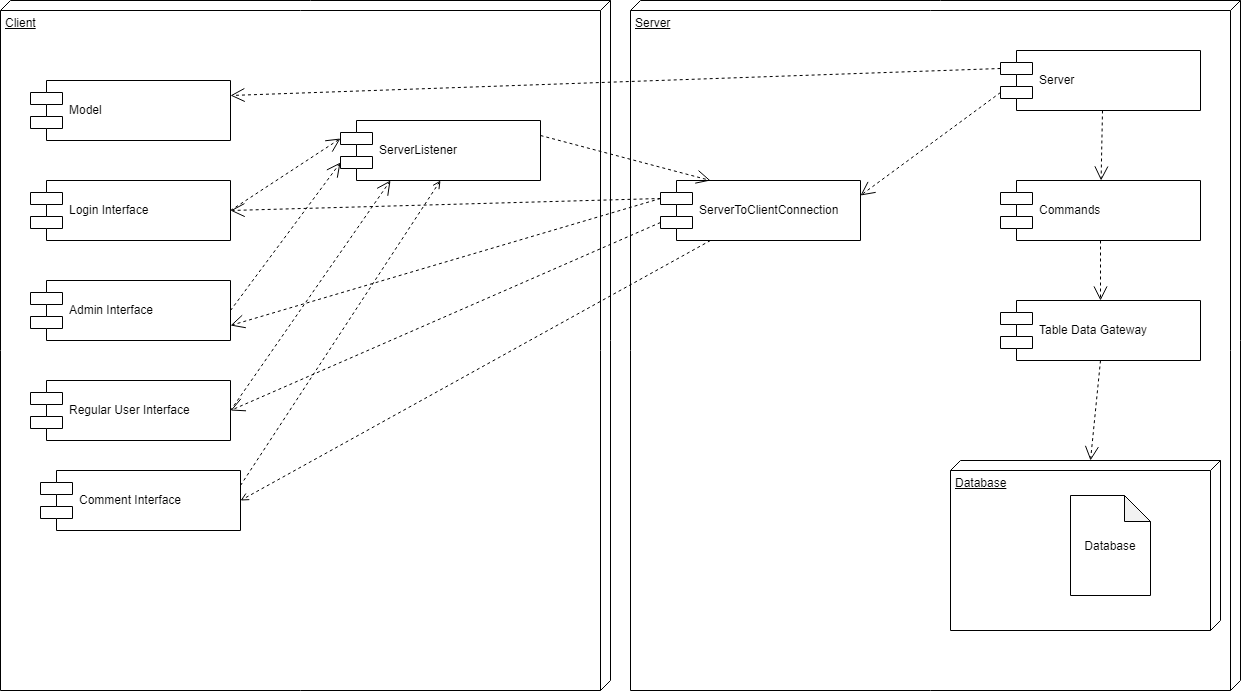 Client
Model
ServerListener
Login Interface
Admin Interface
Regular User Interface
Comment Interface
Server
Server
ServerToClientConnection
Commands
Table Data Gateway
Database
Database